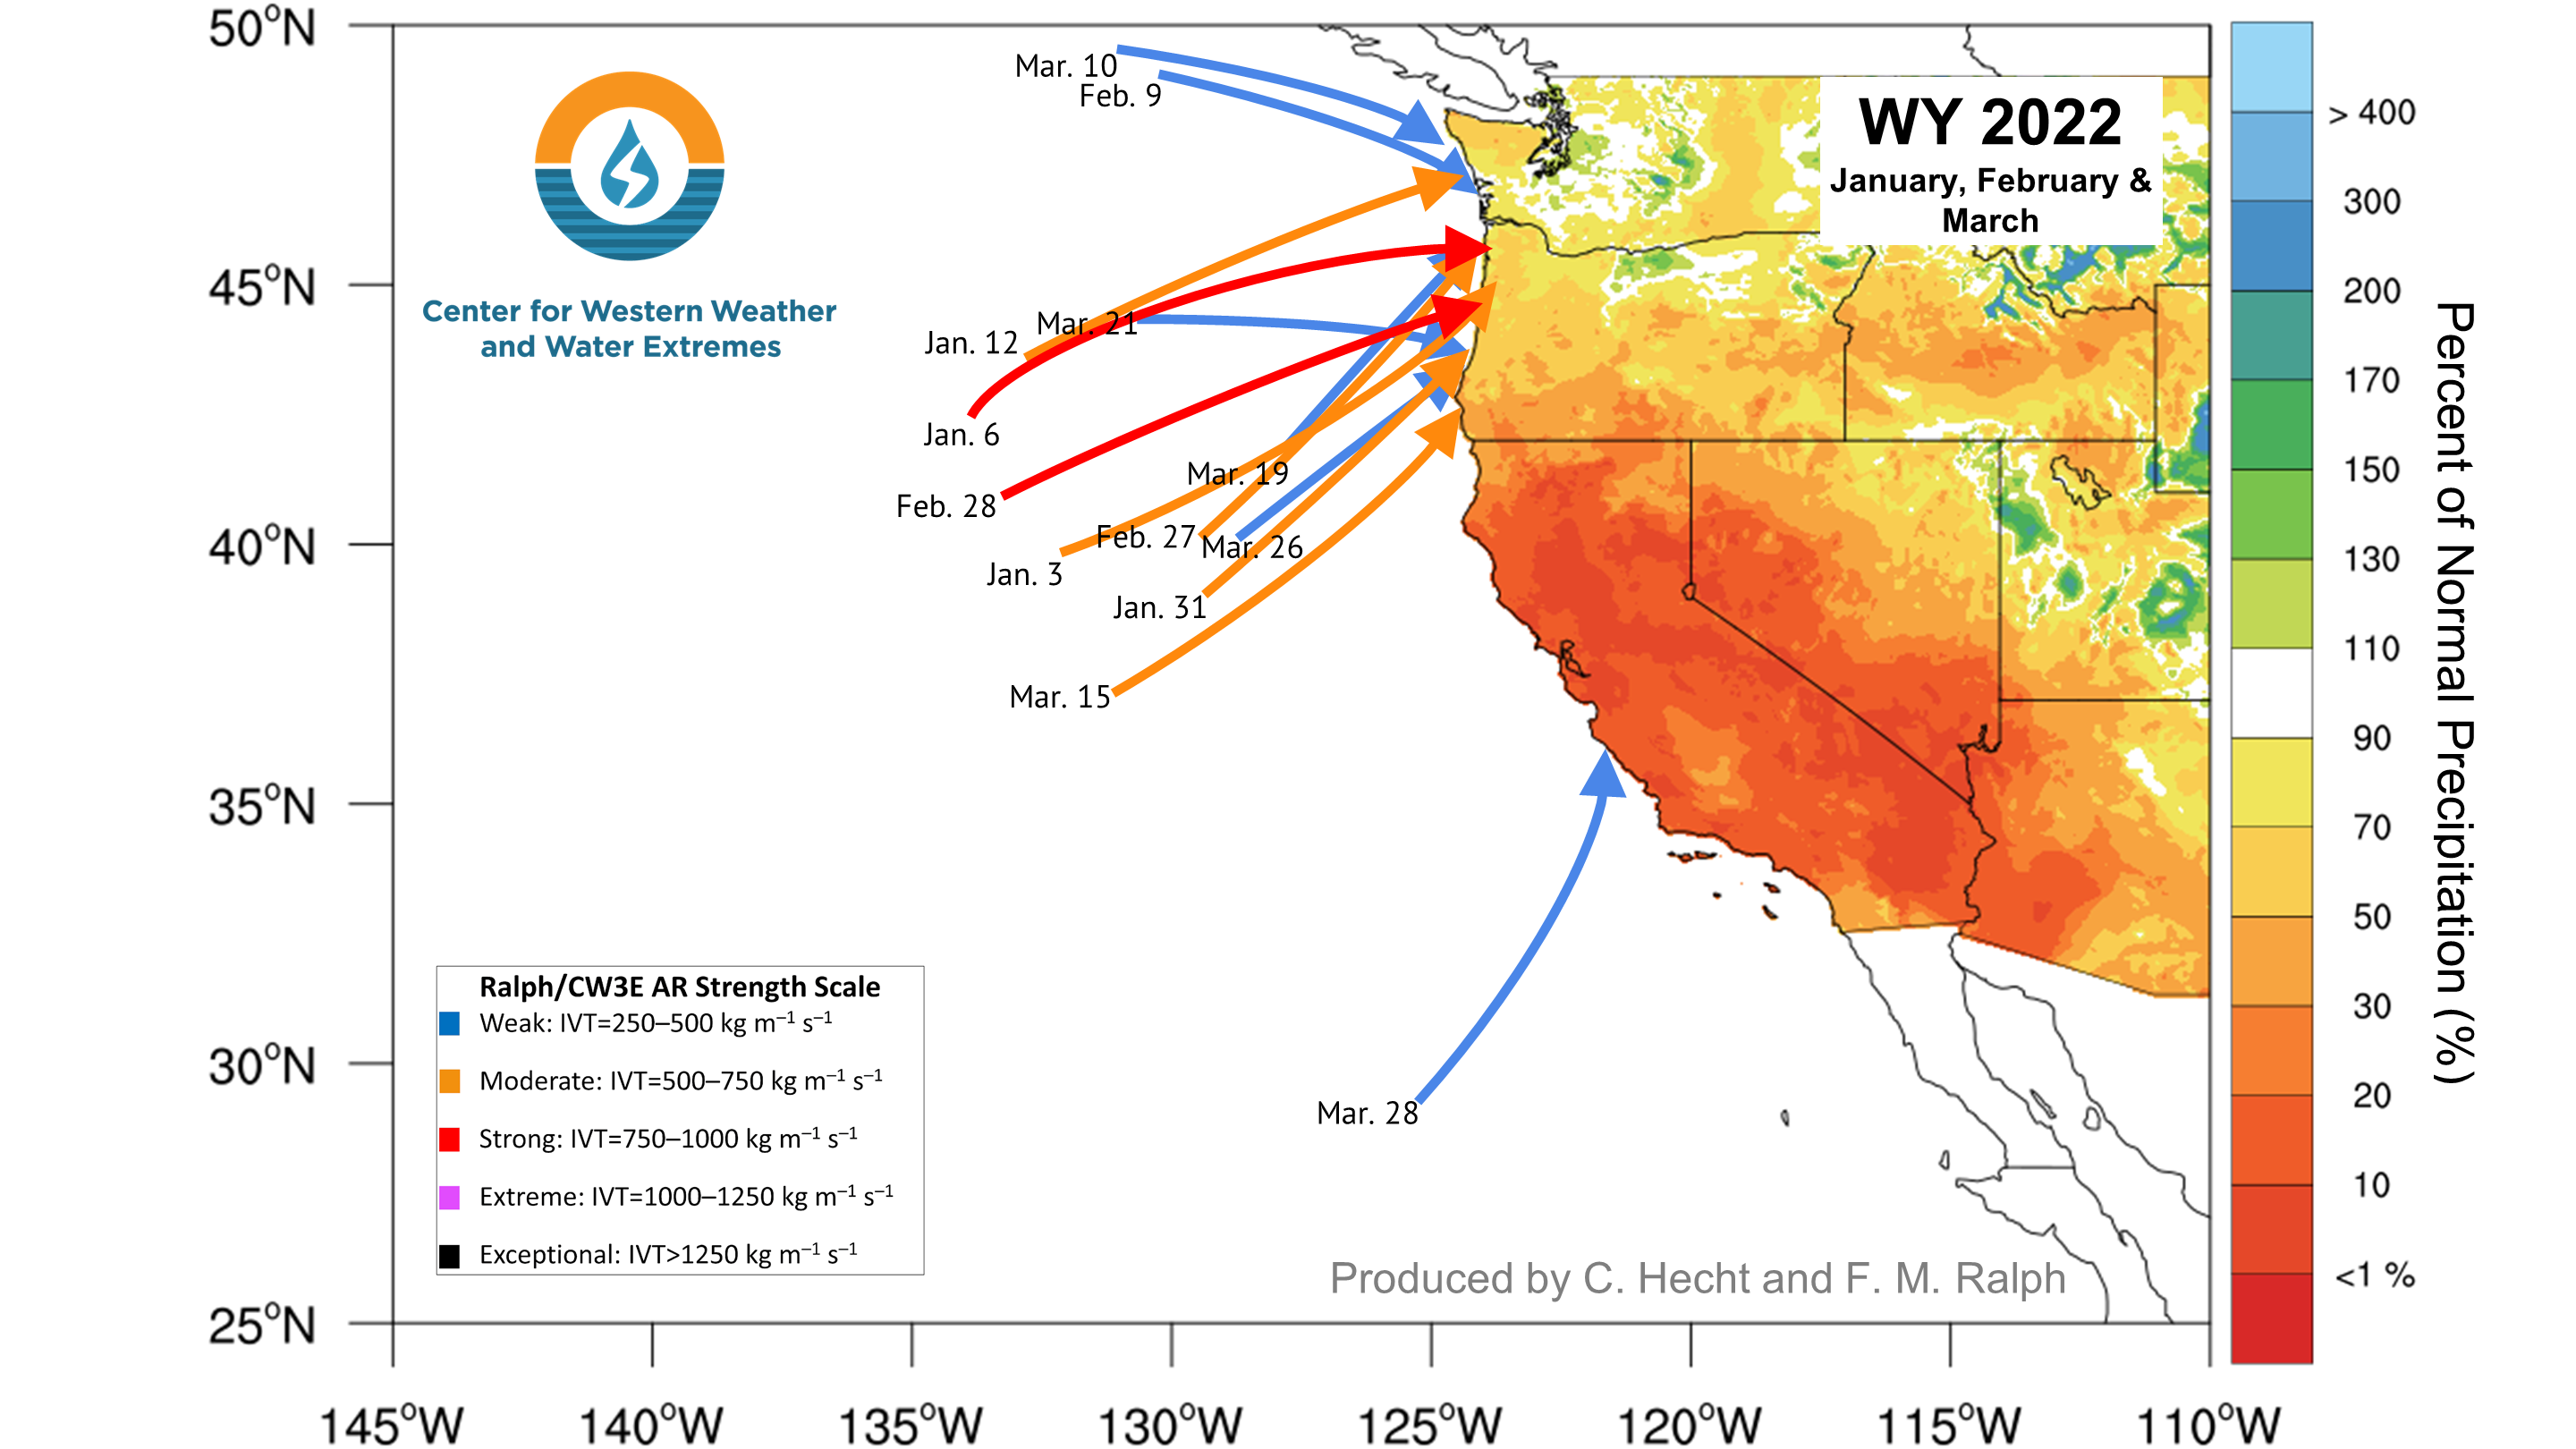 50°N
45°N
40°N
35°N
30°N
25°N
145°W
140°W
135°W
130°W
125°W
120°W
115°W
110°W
Center for Western Weather
and Water Extremes
WY 2022
January, February &
March
Mar. 10
Feb. 9
Jan. 12
Mar. 21
Jan. 6
Feb. 28
Mar. 19
Feb. 27
Mar. 26
Jan. 3
Jan. 31
Mar. 15
Mar. 28
Ralph/CW3E AR Strength Scale
Weak: IVT=250–500 kg m⁻¹ s⁻¹
Moderate: IVT=500–750 kg m⁻¹ s⁻¹
Strong: IVT=750–1000 kg m⁻¹ s⁻¹
Extreme: IVT=1000–1250 kg m⁻¹ s⁻¹
Exceptional: IVT>1250 kg m⁻¹ s⁻¹
Produced by C. Hecht and F. M. Ralph
> 400
300
200
170
150
130
110
90
70
50
30
20
10
<1 %
Percent of Normal Precipitation (%)